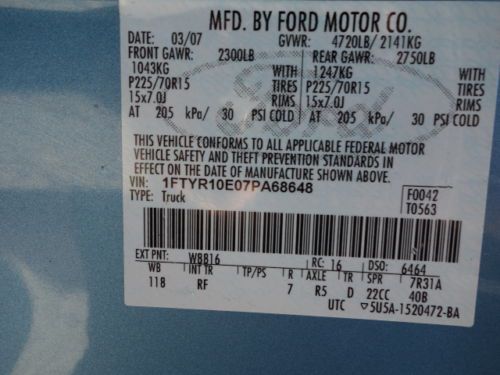 MFD. BY FORD MOTOR CO.
DATE: 03/07 GVWR: 4720LB/ 2141KG
FRONT GAWR: 2300LB REAR GAWR: 2750LB
1043KG WITH 1247KG WITH
P225/70R15 TIRES P225/70R15 TIRES
15x7.0J RIMS 15x7.0J RIMS
AT 205 kPa/ 30 PSI COLD AT 205 kPa/ 30 PSI COLD
Ford
THIS VEHICLE CONFORMS TO ALL APPLICABLE FEDERAL MOTOR
VEHICLE SAFETY AND THEFT PREVENTION STANDARDS IN
EFFECT ON THE DATE OF MANUFACTURE SHOWN ABOVE.
VIN: 1FTYR10E07PA68648 F0042
TYPE: Truck T0563
EXT PNT: W8816 RC: 16 DSO: 6464
WB INT TR TP/PS R AXLE TR SPR 7R31A
118 RF 7 R5 D 22CC 40B
UTC ▽5U5A-1520472-BA